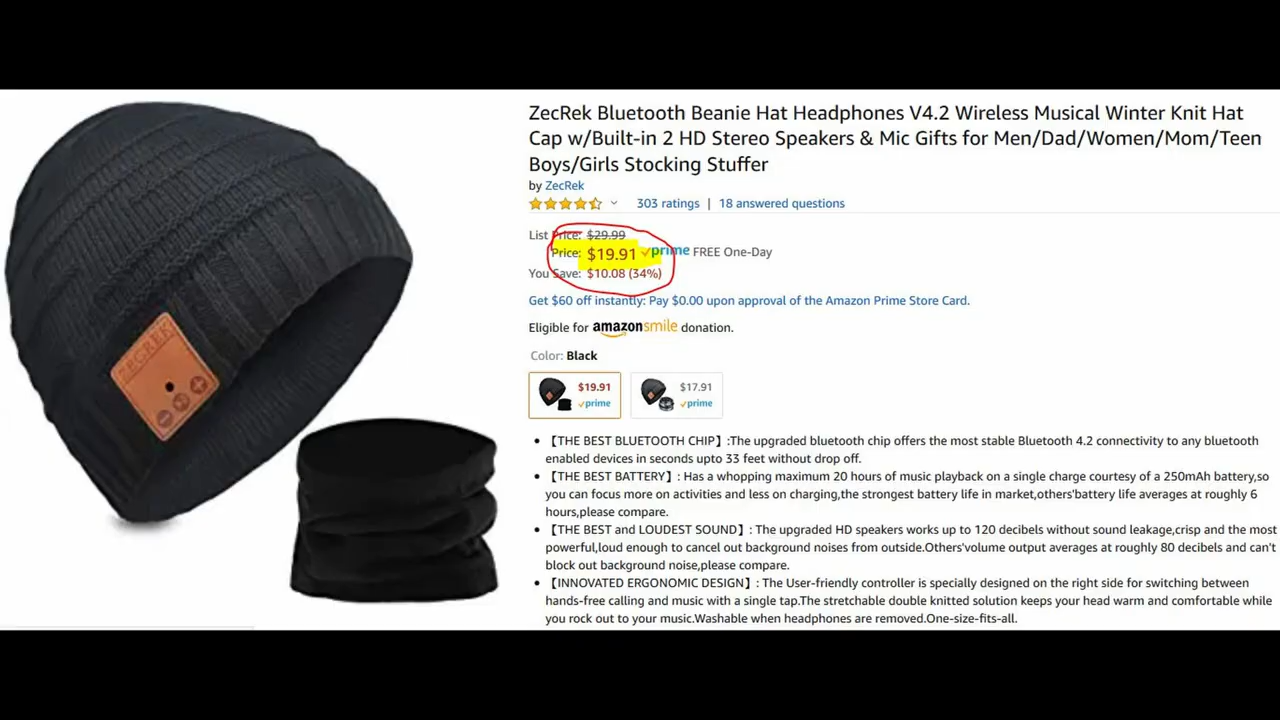 ZecRek Bluetooth Beanie Hat Headphones V4.2 Wireless Musical Winter Knit Hat
Cap w/Built-in 2 HD Stereo Speakers & Mic Gifts for Men/Dad/Women/Mom/Teen
Boys/Girls Stocking Stuffer
by ZecRek
303 ratings | 18 answered questions
List Price: $29.99
Price: $19.91 prime FREE One-Day
You Save: $10.08 (34%)
Get $60 off instantly: Pay $0.00 upon approval of the Amazon Prime Store Card.
Eligible for amazonsmile donation.
Color: Black
$19.91 $17.91
prime prime
【THE BEST BLUETOOTH CHIP】:The upgraded bluetooth chip offers the most stable Bluetooth 4.2 connectivity to any bluetooth
enabled devices in seconds upto 33 feet without drop off.
【THE BEST BATTERY】: Has a whopping maximum 20 hours of music playback on a single charge courtesy of a 250mAh battery,so
you can focus more on activities and less on charging,the strongest battery life in market,others'battery life averages at roughly 6
hours,please compare.
【THE BEST and LOUDEST SOUND】: The upgraded HD speakers works up to 120 decibels without sound leakage,crisp and the most
powerful,loud enough to cancel out background noises from outside.Others'volume output averages at roughly 80 decibels and can't
block out background noise,please compare.
【INNOVATED ERGONOMIC DESIGN】: The User-friendly controller is specially designed on the right side for switching between
hands-free calling and music with a single tap.The stretchable double knitted solution keeps your head warm and comfortable while
you rock out to your music.Washable when headphones are removed.One-size-fits-all.